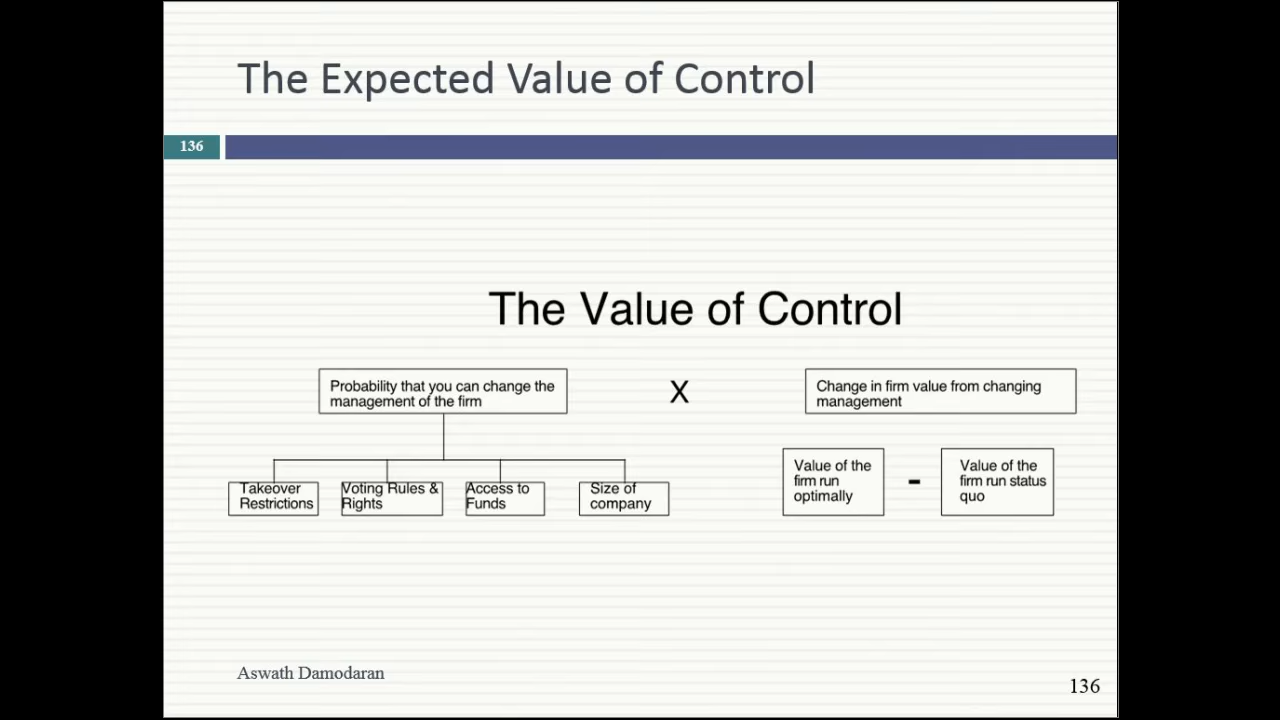 The Expected Value of Control
136
The Value of Control
Probability that you can change the
management of the firm
X
Change in firm value from changing
management
Takeover
Restrictions
Voting Rules &
Rights
Access to
Funds
Size of
company
Value of the
firm run
optimally
-
Value of the
firm run status
quo
Aswath Damodaran
136